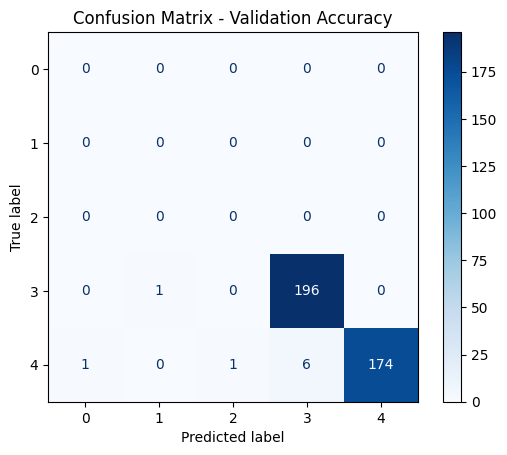 Confusion Matrix - Validation Accuracy
0 0 0 0 0 0
1 0 0 0 0 0
2 0 0 0 0 0
3 0 1 0 196 0
4 1 0 1 6 174
0 1 2 3 4
True label
Predicted label
175
150
125
100
75
50
25
0